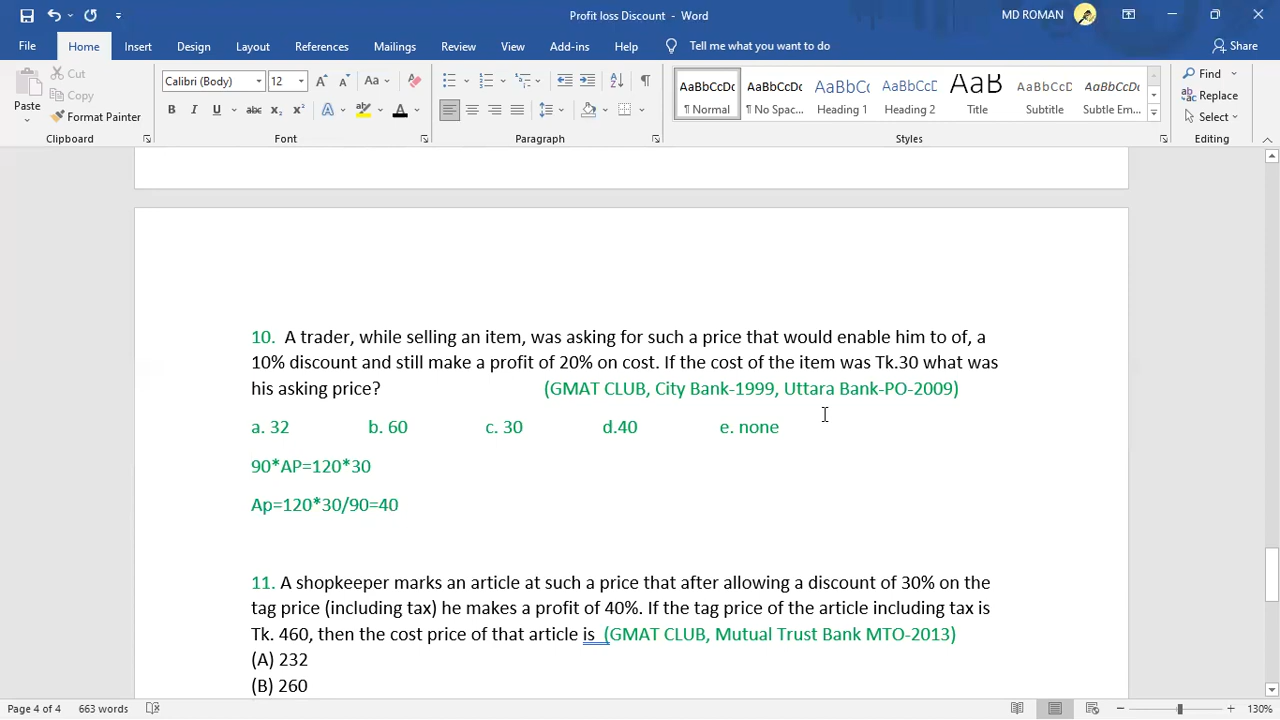 Profit loss Discount - Word
MD ROMAN
File Home Insert Design Layout References Mailings Review View Add-ins Help Tell me what you want to do Share
Paste
Cut
Copy
Format Painter
Calibri (Body) 12
Aa
B I U abc x₂ x² A A
AaBbCcDc AaBbCcDc AaBbCc AaBbCcD AaB AaBbCcD AaBbCcDc
¶ Normal ¶ No Spac... Heading 1 Heading 2 Title Subtitle Subtle Em...
Find
Replace
Select
Clipboard Font Paragraph Styles Editing
10. A trader, while selling an item, was asking for such a price that would enable him to of, a
10% discount and still make a profit of 20% on cost. If the cost of the item was Tk.30 what was
his asking price? (GMAT CLUB, City Bank-1999, Uttara Bank-PO-2009)
a. 32 b. 60 c. 30 d.40 e. none
90*AP=120*30
Ap=120*30/90=40
11. A shopkeeper marks an article at such a price that after allowing a discount of 30% on the
tag price (including tax) he makes a profit of 40%. If the tag price of the article including tax is
Tk. 460, then the cost price of that article is (GMAT CLUB, Mutual Trust Bank MTO-2013)
(A) 232
(B) 260
Page 4 of 4 663 words 130%